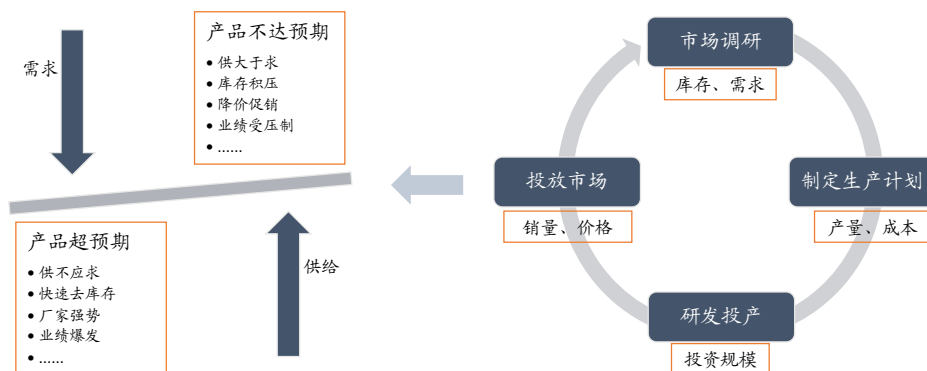 需求
产品不达预期
• 供大于求
• 库存积压
• 降价促销
• 业绩受压制
• ......
产品超预期
• 供不应求
• 快速去库存
• 厂家强势
• 业绩爆发
• ......
供给
市场调研
库存、需求
投放市场
销量、价格
制定生产计划
产量、成本
研发投产
投资规模